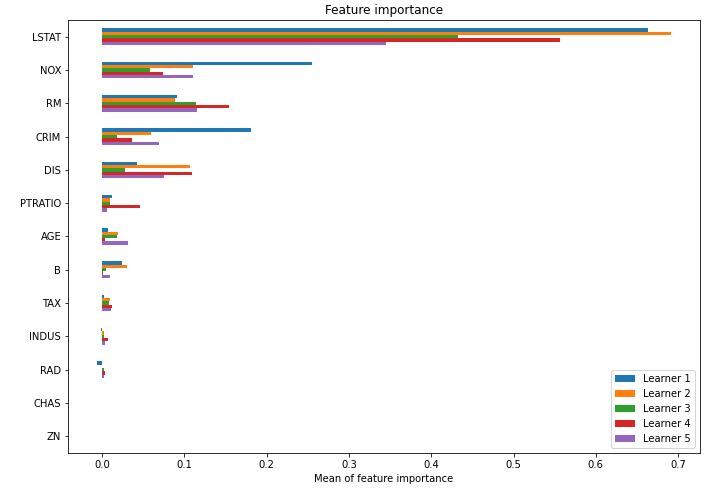 Feature importance
LSTAT
NOX
RM
CRIM
DIS
PTRATIO
AGE
B
TAX
INDUS
RAD
CHAS
ZN
Learner 1
Learner 2
Learner 3
Learner 4
Learner 5
0.0 0.1 0.2 0.3 0.4 0.5 0.6 0.7
Mean of feature importance